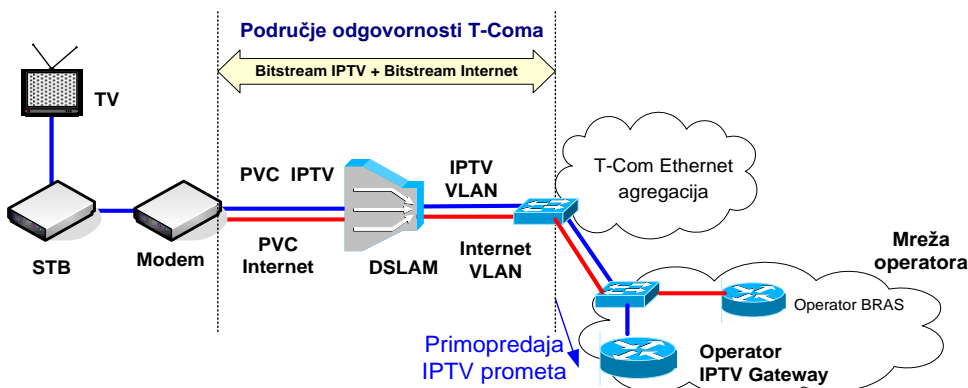 Područje odgovornosti T-Coma
Bitstream IPTV + Bitstream Internet
TV
PVC IPTV
IPTV
VLAN
T-Com Ethernet
agregacija
STB
Modem
PVC
Internet
DSLAM
Internet
VLAN
Mreža
operatora
Operator BRAS
Primopredaja
IPTV prometa
Operator
IPTV Gateway